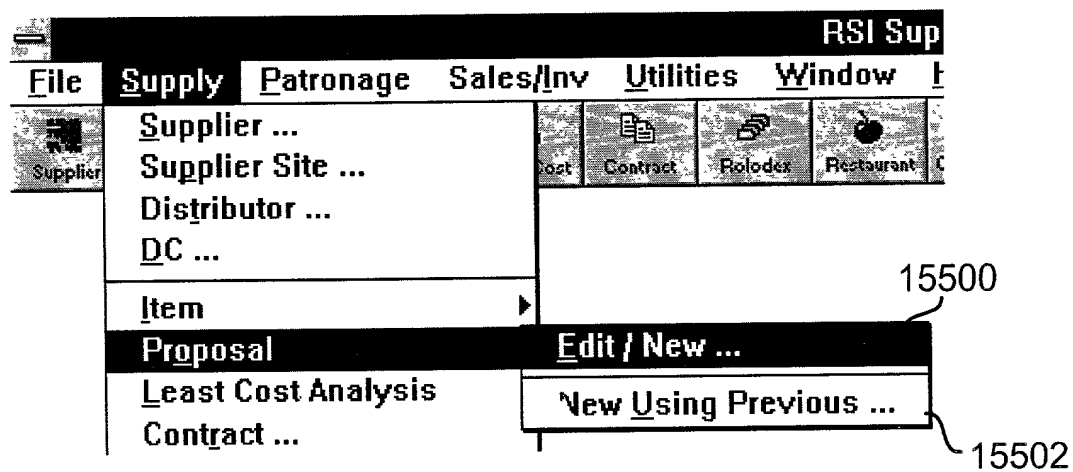 RSI Sup
File Supply Patronage Sales/Inv Utilities Window
Supplier Cost Contract Rolodex Restaurant
Supplier ...
Supplier Site ...
Distributor ...
DC ...
15500
Item
Proposal Edit / New ...
Least Cost Analysis New Using Previous ...
Contract ...
15502